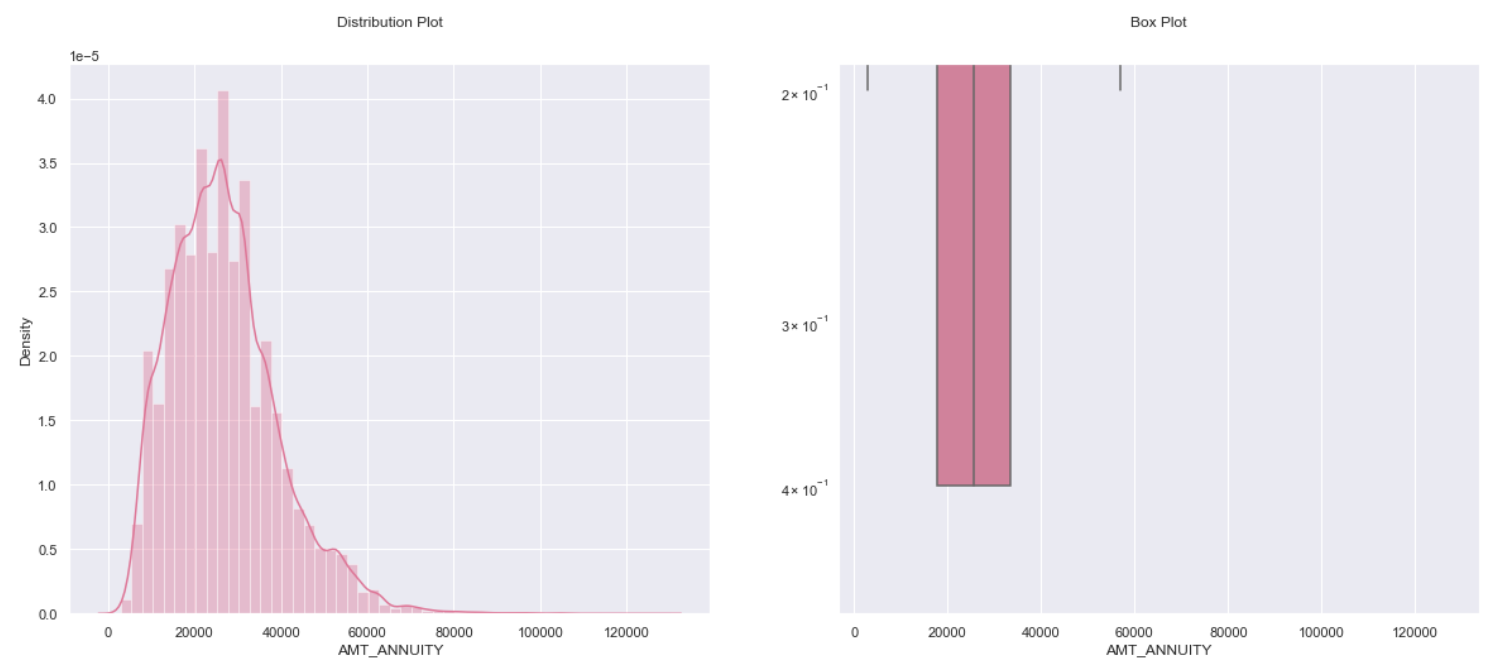 Distribution Plot
1e−5
4.0
3.5
3.0
2.5
2.0
1.5
1.0
0.5
0.0
Density
0 20000 40000 60000 80000 100000 120000
AMT_ANNUITY
Box Plot
2 × 10⁻¹
3 × 10⁻¹
4 × 10⁻¹
0 20000 40000 60000 80000 100000 120000
AMT_ANNUITY